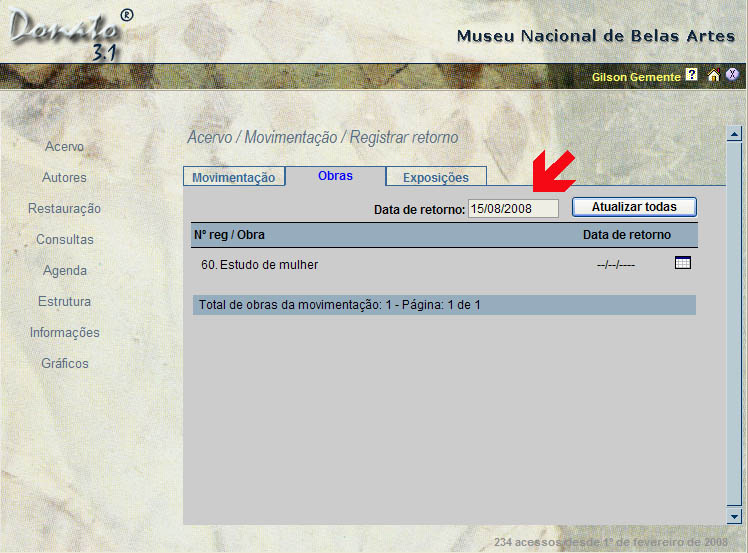 Donato ®
3.1
Museu Nacional de Belas Artes
Gilson Gemente ? X
Acervo
Autores
Restauração
Consultas
Agenda
Estrutura
Informações
Gráficos
Acervo / Movimentação / Registrar retorno
Movimentação Obras Exposições
Data de retorno: 15/08/2008 Atualizar todas
Nº reg / Obra Data de retorno
60. Estudo de mulher --/--/----
Total de obras da movimentação: 1 - Página: 1 de 1
234 acessos desde 1º de fevereiro de 2008